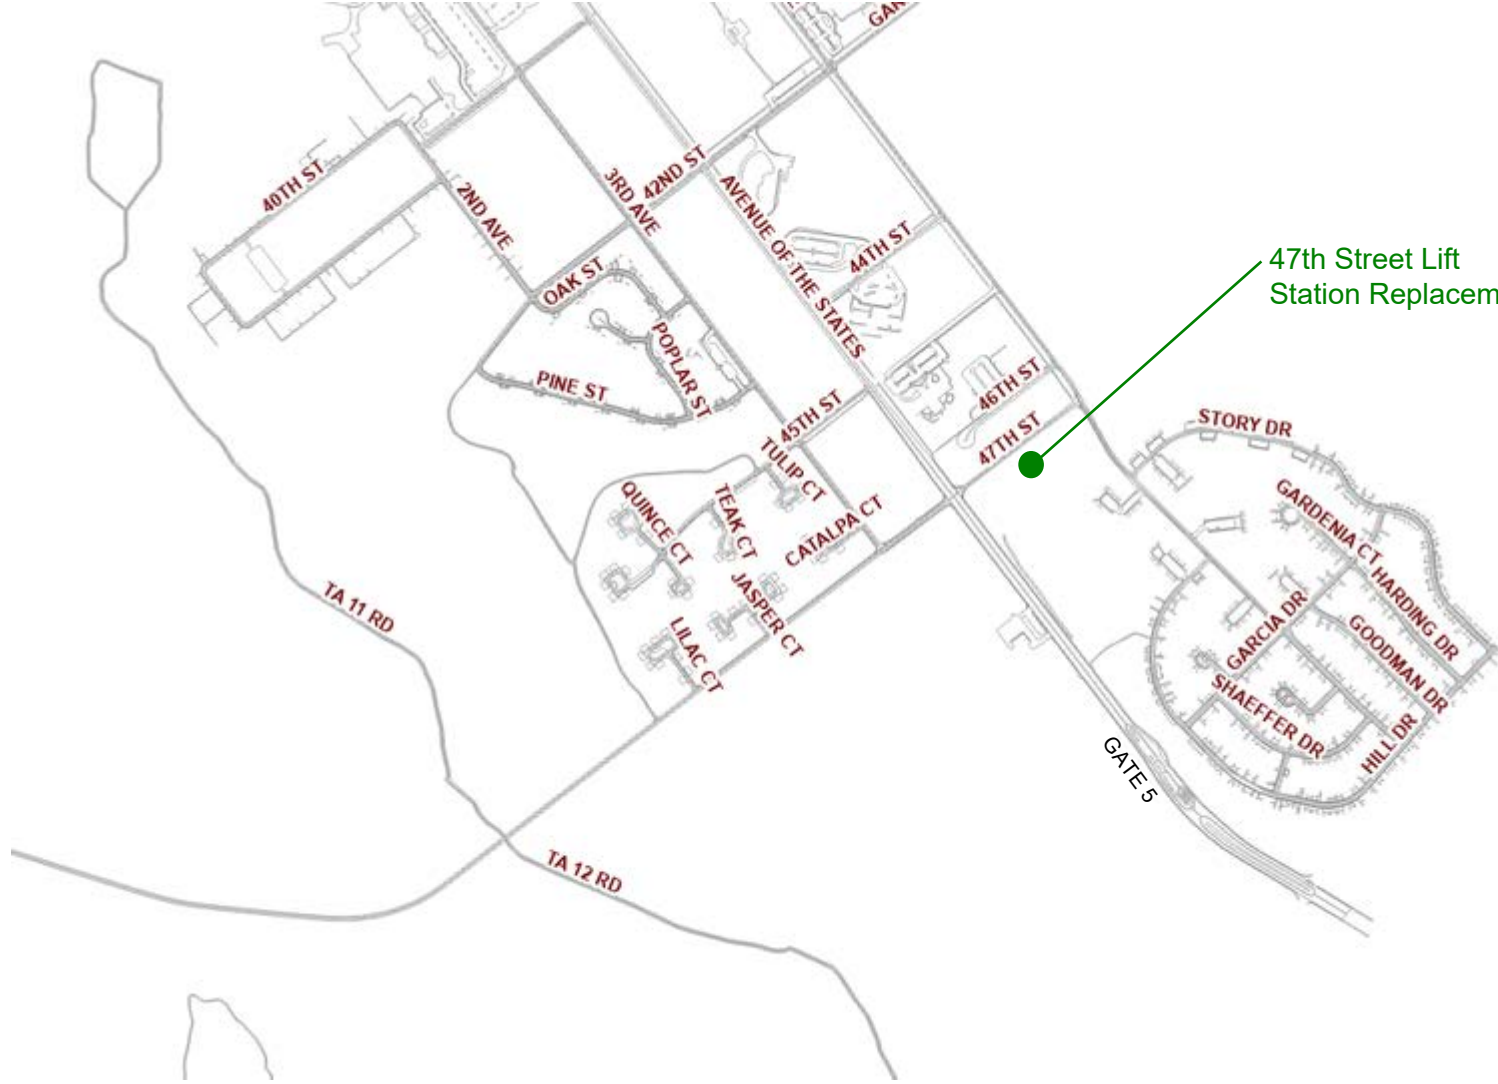 GAR
40TH ST
2ND AVE
3RD AVE
42ND ST
AVENUE OF THE STATES
44TH ST
47th Street Lift
Station Replacem
OAK ST
POPLAR ST
PINE ST
45TH ST
46TH ST
47TH ST
STORY DR
TULIP CT
QUINCE CT
TEAK CT
CATALPA CT
GARDENIA CT
HARDING DR
JASPER CT
LILAC CT
TA 11 RD
GARCIA DR
GOODMAN DR
SHAEFFER DR
HILL DR
GATE 5
TA 12 RD